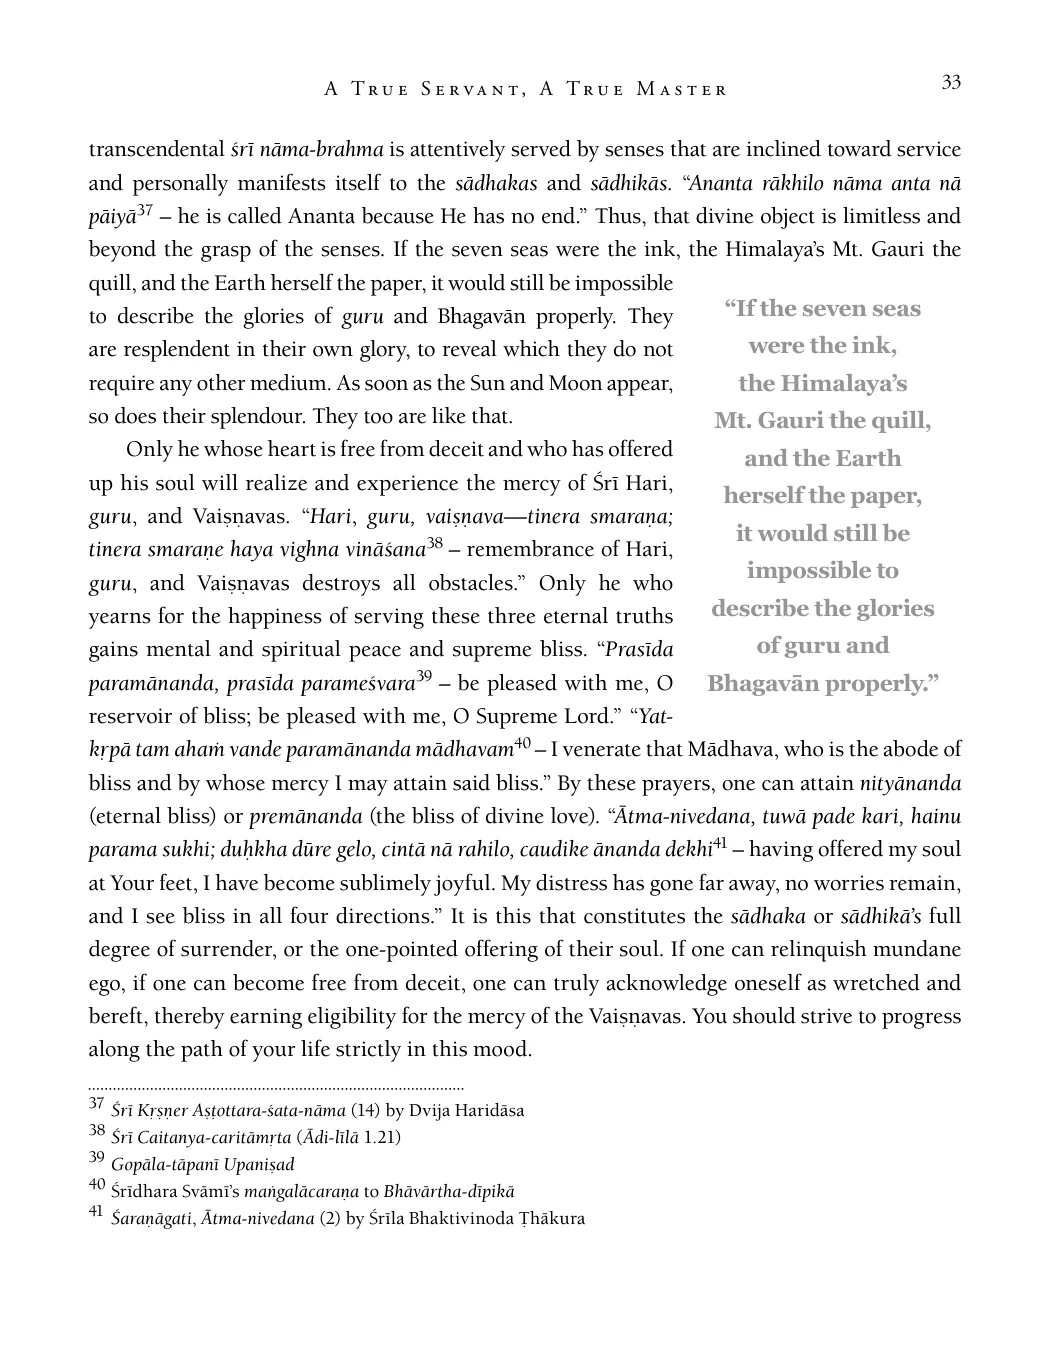 A True Servant, A True Master
33
transcendental śrī nāma-brahma is attentively served by senses that are inclined toward service
and personally manifests itself to the sādhakas and sādhikās. “Ananta rākhilo nāma anta nā
pāiyā37 – he is called Ananta because He has no end.” Thus, that divine object is limitless and
beyond the grasp of the senses. If the seven seas were the ink, the Himalaya’s Mt. Gauri the
quill, and the Earth herself the paper, it would still be impossible
to describe the glories of guru and Bhagavān properly. They
are resplendent in their own glory, to reveal which they do not
require any other medium. As soon as the Sun and Moon appear,
so does their splendour. They too are like that.
Only he whose heart is free from deceit and who has offered
up his soul will realize and experience the mercy of Śrī Hari,
guru, and Vaiṣṇavas. “Hari, guru, vaiṣṇava—tinera smaraṇa;
tinera smaraṇe haya vighna vināśana38 – remembrance of Hari,
guru, and Vaiṣṇavas destroys all obstacles.” Only he who
yearns for the happiness of serving these three eternal truths
gains mental and spiritual peace and supreme bliss. “Prasīda
paramānanda, prasīda parameśvara39 – be pleased with me, O
reservoir of bliss; be pleased with me, O Supreme Lord.” “Yat-
kṛpā tam ahaṁ vande paramānanda mādhavam40 – I venerate that Mādhava, who is the abode of
bliss and by whose mercy I may attain said bliss.” By these prayers, one can attain nityānanda
(eternal bliss) or premānanda (the bliss of divine love). “Ātma-nivedana, tuwā pade kari, hainu
parama sukhi; duḥkha dūre gelo, cintā nā rahilo, caudike ānanda dekhi41 – having offered my soul
at Your feet, I have become sublimely joyful. My distress has gone far away, no worries remain,
and I see bliss in all four directions.” It is this that constitutes the sādhaka or sādhikā’s full
degree of surrender, or the one-pointed offering of their soul. If one can relinquish mundane
ego, if one can become free from deceit, one can truly acknowledge oneself as wretched and
bereft, thereby earning eligibility for the mercy of the Vaiṣṇavas. You should strive to progress
along the path of your life strictly in this mood.
“If the seven seas
were the ink,
the Himalaya’s
Mt. Gauri the quill,
and the Earth
herself the paper,
it would still be
impossible to
describe the glories
of guru and
Bhagavān properly.”
37 Śrī Kṛṣṇer Aṣṭottara-śata-nāma (14) by Dvija Haridāsa
38 Śrī Caitanya-caritāmṛta (Ādi-līlā 1.21)
39 Gopāla-tāpanī Upaniṣad
40 Śrīdhara Svāmī’s maṅgalācaraṇa to Bhāvārtha-dīpikā
41 Śaraṇāgati, Ātma-nivedana (2) by Śrīla Bhaktivinoda Ṭhākura